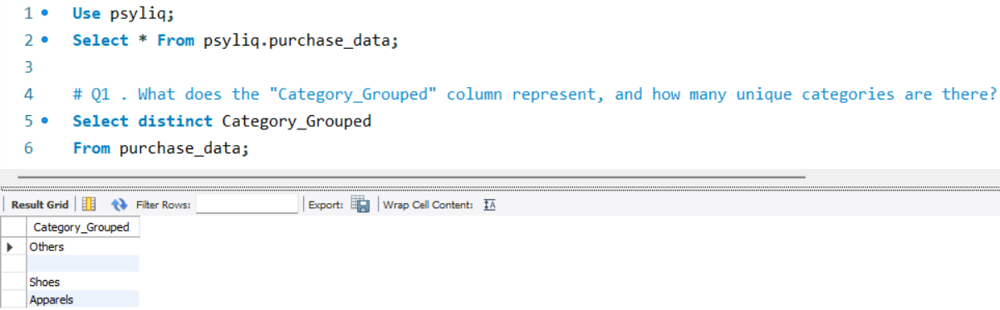 1 Use psyliq;
2 Select * From psyliq.purchase_data;
3
4 # Q1 . What does the "Category_Grouped" column represent, and how many unique categories are there?
5 Select distinct Category_Grouped
6 From purchase_data;
Result Grid Filter Rows: Export: Wrap Cell Content: IA
Category_Grouped
Others
Shoes
Apparels